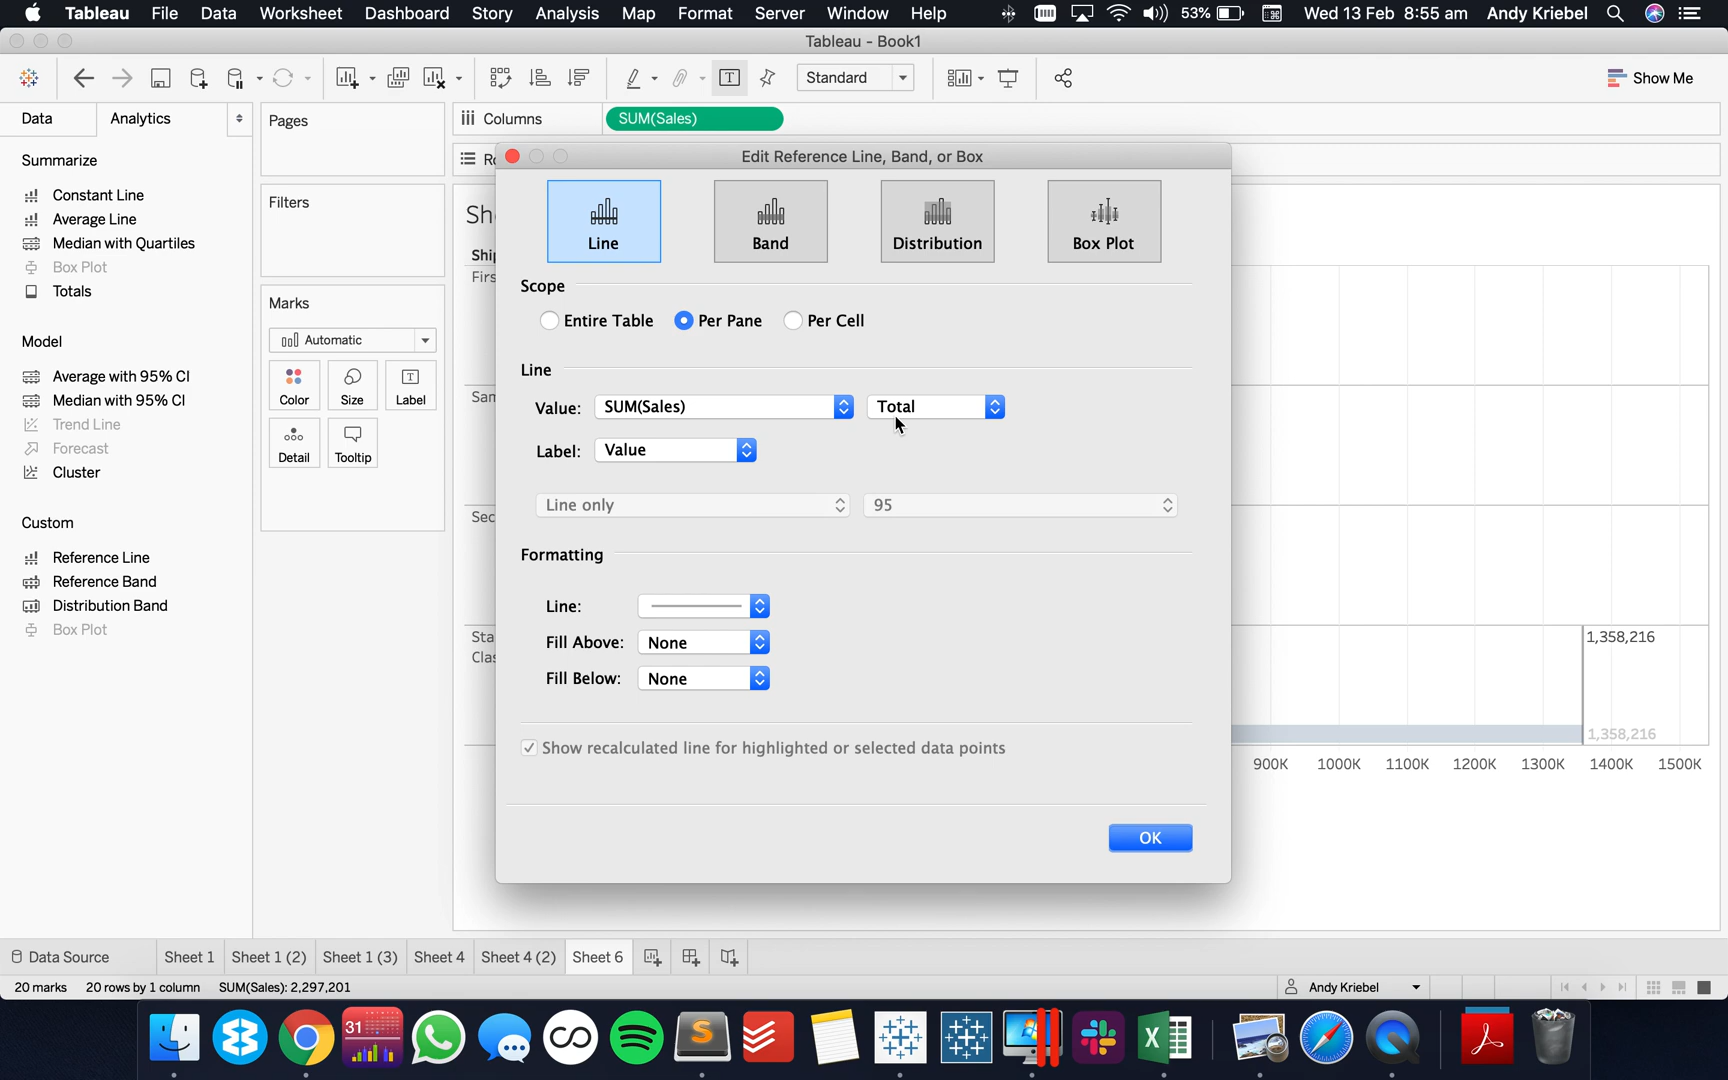 Tableau File Data Worksheet Dashboard Story Analysis Map Format Server Window Help 53% Wed 13 Feb 8:55 am Andy Kriebel
Tableau - Book1
Standard Show Me
Data Analytics
Pages
Columns SUM(Sales)
Summarize
Constant Line
Average Line
Median with Quartiles
Box Plot
Totals
Model
Average with 95% CI
Median with 95% CI
Trend Line
Forecast
Cluster
Custom
Reference Line
Reference Band
Distribution Band
Box Plot
Filters
Marks
Automatic
Color Size Label
Detail Tooltip
Edit Reference Line, Band, or Box
Line Band Distribution Box Plot
Scope
Entire Table Per Pane Per Cell
Line
Value: SUM(Sales) Total
Label: Value
Line only 95
Formatting
Line:
Fill Above: None
Fill Below: None
Show recalculated line for highlighted or selected data points
OK
1,358,216
1,358,216
900K 1000K 1100K 1200K 1300K 1400K 1500K
Data Source Sheet 1 Sheet 1 (2) Sheet 1 (3) Sheet 4 Sheet 4 (2) Sheet 6
20 marks 20 rows by 1 column SUM(Sales): 2,297,201 Andy Kriebel
31